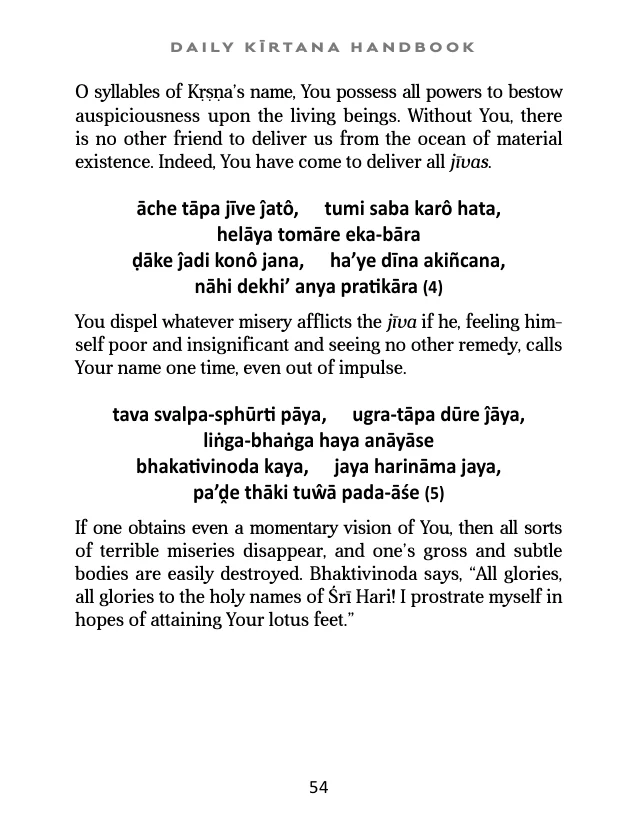 DAILY KĪRTANA HANDBOOK
O syllables of Kṛṣṇa’s name, You possess all powers to bestow
auspiciousness upon the living beings. Without You, there
is no other friend to deliver us from the ocean of material
existence. Indeed, You have come to deliver all jīvas.
āche tāpa jīve ĵatô, tumi saba karô hata,
helāya tomāre eka-bāra
ḍāke ĵadi konô jana, ha’ye dīna akiñcana,
nāhi dekhi’ anya pratikāra (4)
You dispel whatever misery afflicts the jīva if he, feeling him-
self poor and insignificant and seeing no other remedy, calls
Your name one time, even out of impulse.
tava svalpa-sphūrti pāya, ugra-tāpa dūre ĵāya,
liṅga-bhaṅga haya anāyāse
bhakativinoda kaya, jaya harināma jaya,
pa’ḓe thāki tuŵā pada-āśe (5)
If one obtains even a momentary vision of You, then all sorts
of terrible miseries disappear, and one’s gross and subtle
bodies are easily destroyed. Bhaktivinoda says, “All glories,
all glories to the holy names of Śrī Hari! I prostrate myself in
hopes of attaining Your lotus feet.”
54